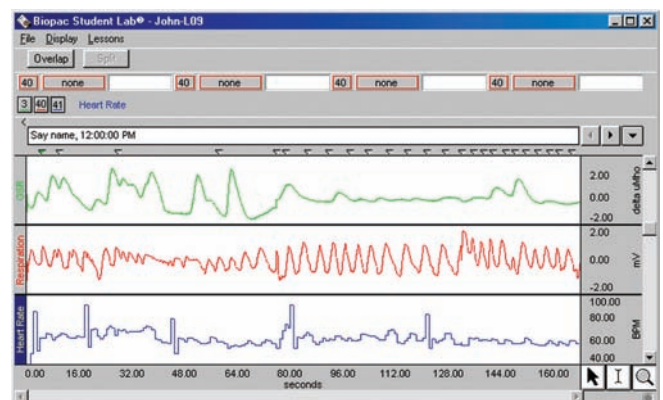 Biopac Student Lab® - John-L09
File Display Lessons
Overlap Split
40 none 40 none 40 none 40 none
3 40 41 Heart Rate
Say name, 12:00:00 PM
GSR
2.00
0.00
-2.00
delta uMho
Respiration
2.00
0.00
-2.00
mV
Heart Rate
100.00
80.00
60.00
40.00
BPM
0.00 16.00 32.00 48.00 64.00 80.00 96.00 112.00 128.00 144.00 160.00
seconds